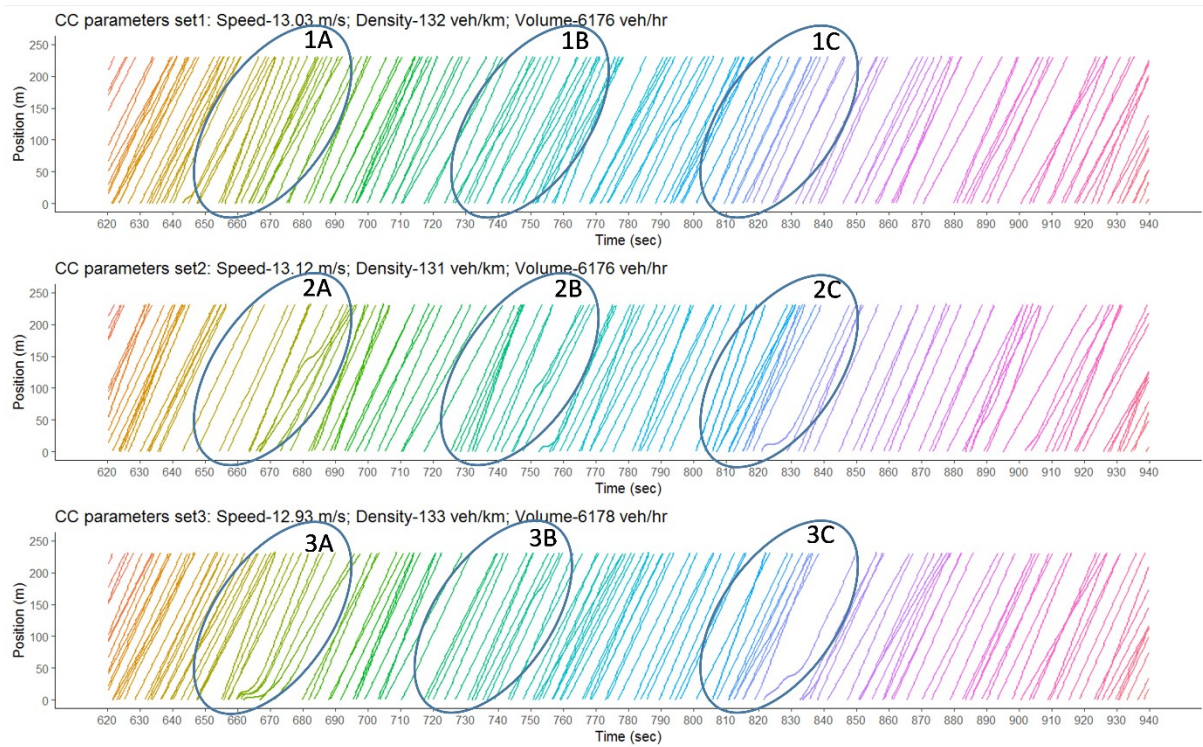 CC parameters set1: Speed-13.03 m/s; Density-132 veh/km; Volume-6176 veh/hr
1A 1B 1C
250
200
150
100
50
0
Position (m)
620 630 640 650 660 670 680 690 700 710 720 730 740 750 760 770 780 790 800 810 820 830 840 850 860 870 880 890 900 910 920 930 940
Time (sec)
CC parameters set2: Speed-13.12 m/s; Density-131 veh/km; Volume-6176 veh/hr
2A 2B 2C
250
200
150
100
50
0
Position (m)
620 630 640 650 660 670 680 690 700 710 720 730 740 750 760 770 780 790 800 810 820 830 840 850 860 870 880 890 900 910 920 930 940
Time (sec)
CC parameters set3: Speed-12.93 m/s; Density-133 veh/km; Volume-6178 veh/hr
3A 3B 3C
250
200
150
100
50
0
Position (m)
620 630 640 650 660 670 680 690 700 710 720 730 740 750 760 770 780 790 800 810 820 830 840 850 860 870 880 890 900 910 920 930 940
Time (sec)